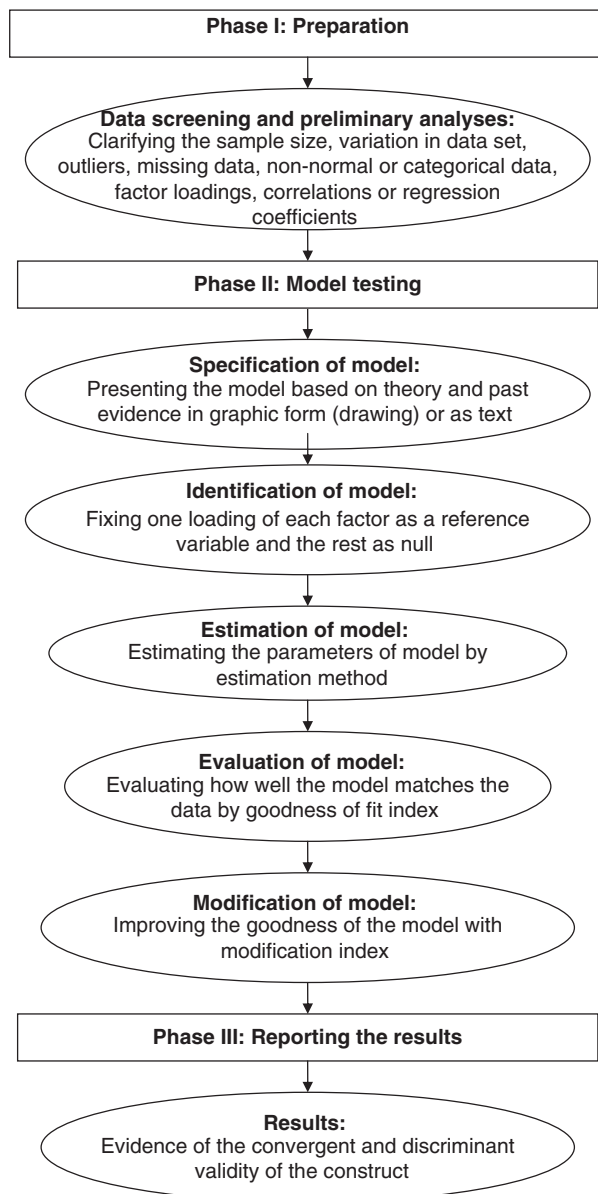 Phase I: Preparation
Data screening and preliminary analyses:
Clarifying the sample size, variation in data set,
outliers, missing data, non-normal or categorical data,
factor loadings, correlations or regression
coefficients
Phase II: Model testing
Specification of model:
Presenting the model based on theory and past
evidence in graphic form (drawing) or as text
Identification of model:
Fixing one loading of each factor as a reference
variable and the rest as null
Estimation of model:
Estimating the parameters of model by
estimation method
Evaluation of model:
Evaluating how well the model matches the
data by goodness of fit index
Modification of model:
Improving the goodness of the model with
modification index
Phase III: Reporting the results
Results:
Evidence of the convergent and discriminant
validity of the construct